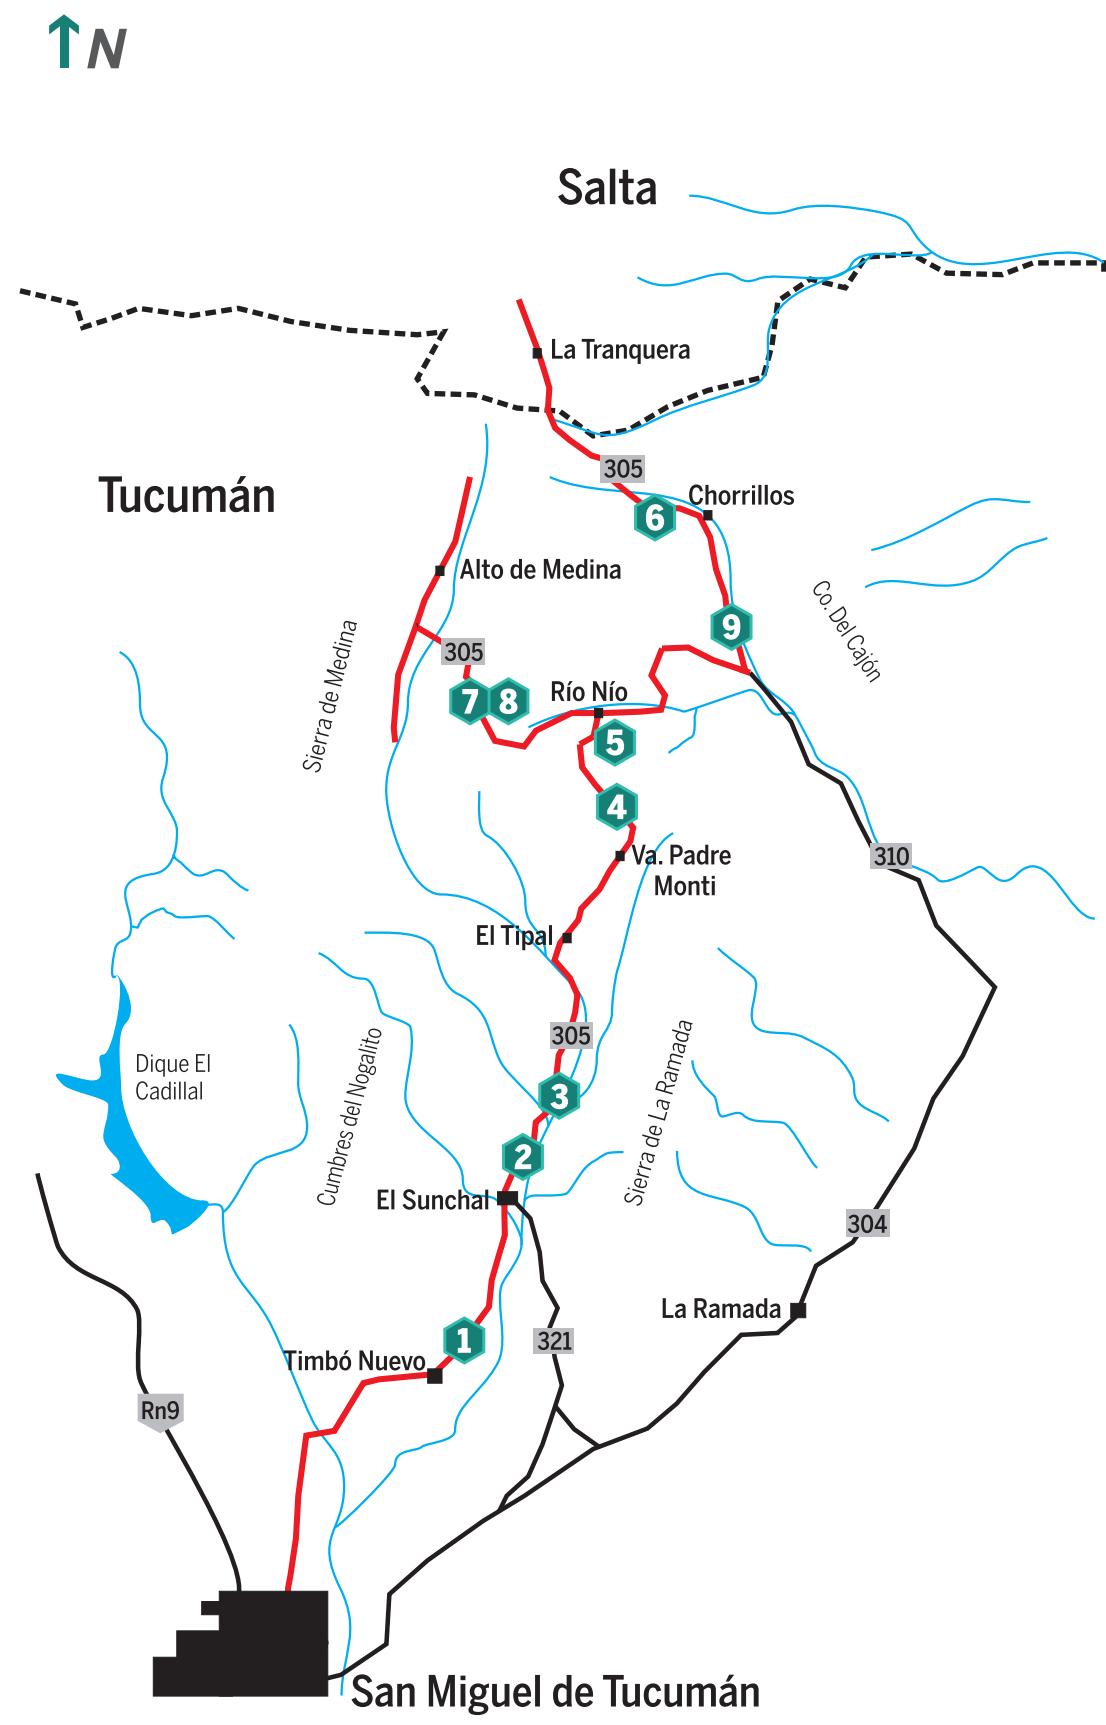 N
Salta
La Tranquera
305
Tucumán
Chorrillos
6
Alto de Medina
Co. Del Cajón
9
Sierra de Medina
305
7
8
Río Nío
5
4
Va. Padre
Monti
310
El Tipal
305
Dique El
Cadillal
Cumbres del Nogalito
Sierra de La Ramada
3
2
El Sunchal
304
La Ramada
1
321
Timbó Nuevo
Rn9
San Miguel de Tucumán